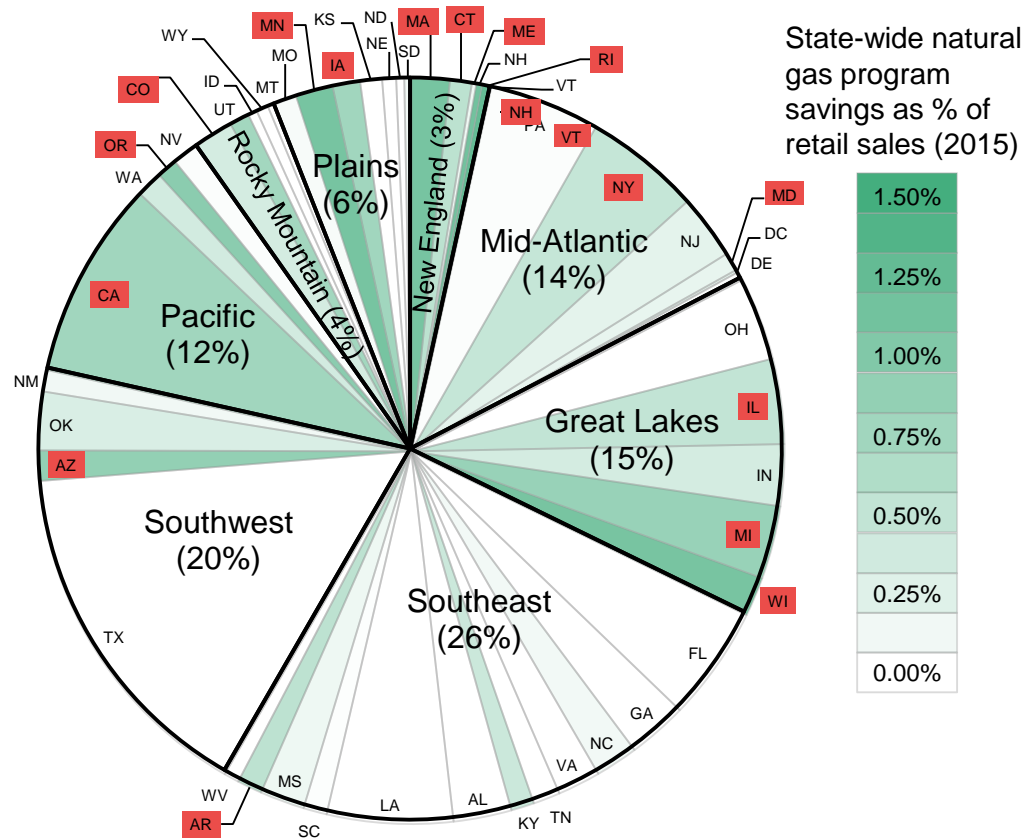 State-wide natural
gas program
savings as % of
retail sales (2015)
1.50%
1.25%
1.00%
0.75%
0.50%
0.25%
0.00%
New England (3%)
MA
CT
ME
NH
RI
VT
NH
PA
VT
NY
NJ
MD
DC
DE
Mid-Atlantic
(14%)
OH
IL
IN
MI
WI
Great Lakes
(15%)
FL
GA
NC
VA
TN
KY
AL
LA
SC
MS
AR
WV
Southeast
(26%)
TX
AZ
OK
NM
Southwest
(20%)
CA
WA
OR
NV
Pacific
(12%)
CO
UT
ID
WY
MT
Rocky Mountain (4%)
MO
MN
IA
KS
NE
ND
SD
Plains
(6%)